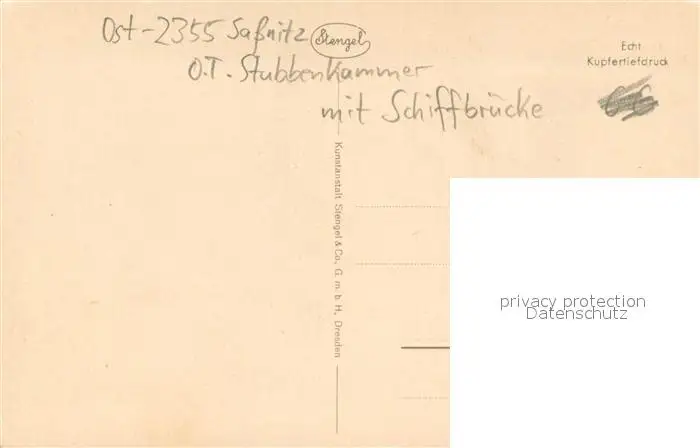 Ost-2355 Saßnitz
Stengel
O.T. Stubbenkammer
mit Schiffbrücke
Echt
Kupfertiefdruck
Kunstanstalt Stengel & Co., G. m. b. H., Dresden
privacy protection
Datenschutz